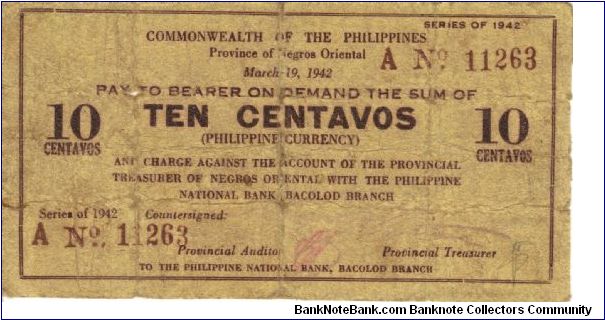 SERIES OF 1942
COMMONWEALTH OF THE PHILIPPINES
Province of Negros Oriental
A No. 11263
March 19, 1942
PAY TO BEARER ON DEMAND THE SUM OF
10 TEN CENTAVOS 10
CENTAVOS (PHILIPPINE CURRENCY) CENTAVOS
AND CHARGE AGAINST THE ACCOUNT OF THE PROVINCIAL
TREASURER OF NEGROS ORIENTAL WITH THE PHILIPPINE
NATIONAL BANK BACOLOD BRANCH
Series of 1942 Countersigned:
A No. 11263
Provincial Auditor Provincial Treasurer
TO THE PHILIPPINE NATIONAL BANK, BACOLOD BRANCH
BankNoteBank.com Banknote Collectors Community